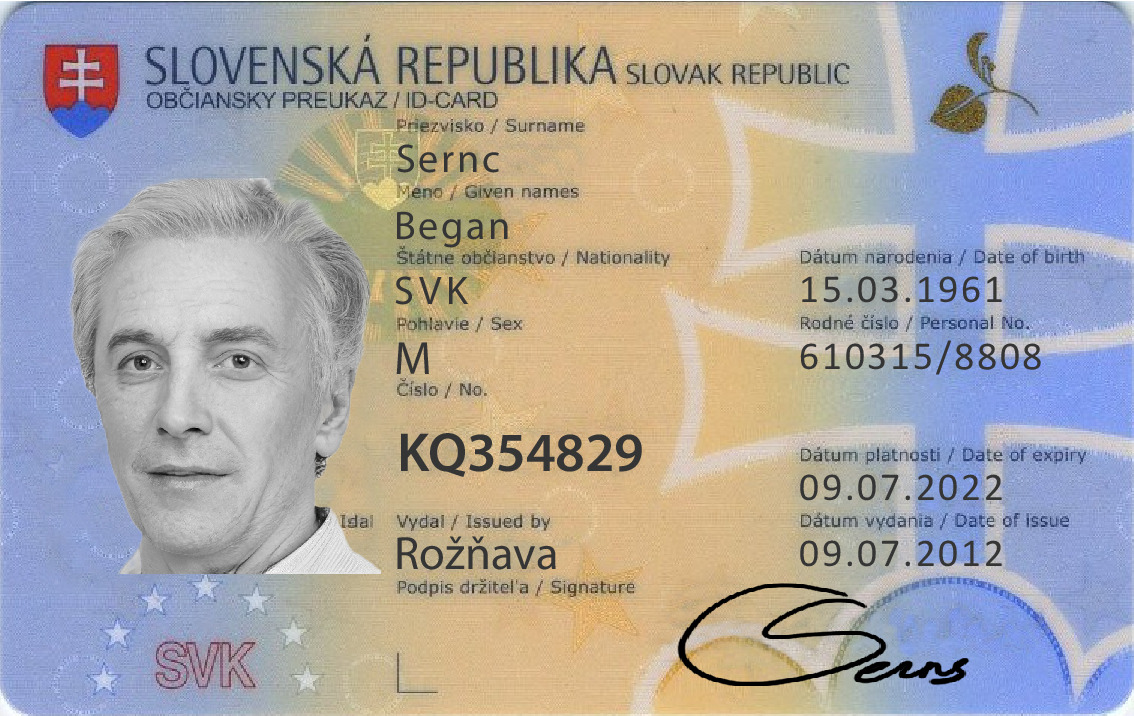 SLOVENSKÁ REPUBLIKA SLOVAK REPUBLIC
OBČIANSKY PREUKAZ / ID-CARD
Priezvisko / Surname
Sernc
Meno / Given names
Began
Štátne občianstvo / Nationality
SVK
Dátum narodenia / Date of birth
15.03.1961
Pohlavie / Sex
M
Rodné číslo / Personal No.
610315/8808
Číslo / No.
KQ354829
Dátum platnosti / Date of expiry
09.07.2022
Vydal / Issued by
Rožňava
Dátum vydania / Date of issue
09.07.2012
Podpis držiteľa / Signature
Serns
SVK